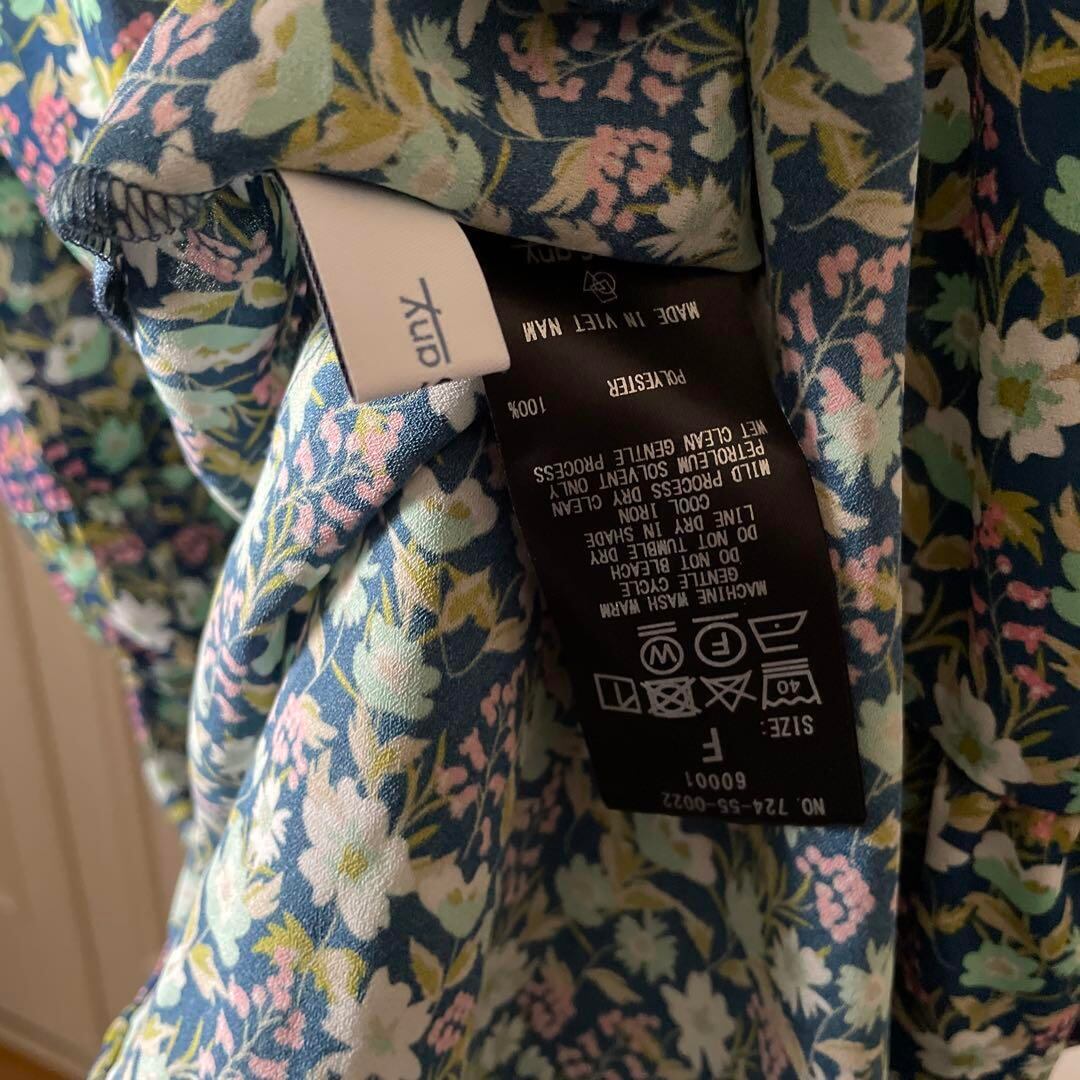 any
any
MADE IN VIET NAM
POLYESTER 100%
WET CLEAN GENTLE PROCESS
PETROLEUM SOLVENT ONLY
MILD PROCESS DRY CLEAN
COOL IRON
LINE DRY IN SHADE
DO NOT TUMBLE DRY
DO NOT BLEACH
GENTLE CYCLE
MACHINE WASH WARM
W F
40
SIZE:
F
60001
NO. 724-55-0022